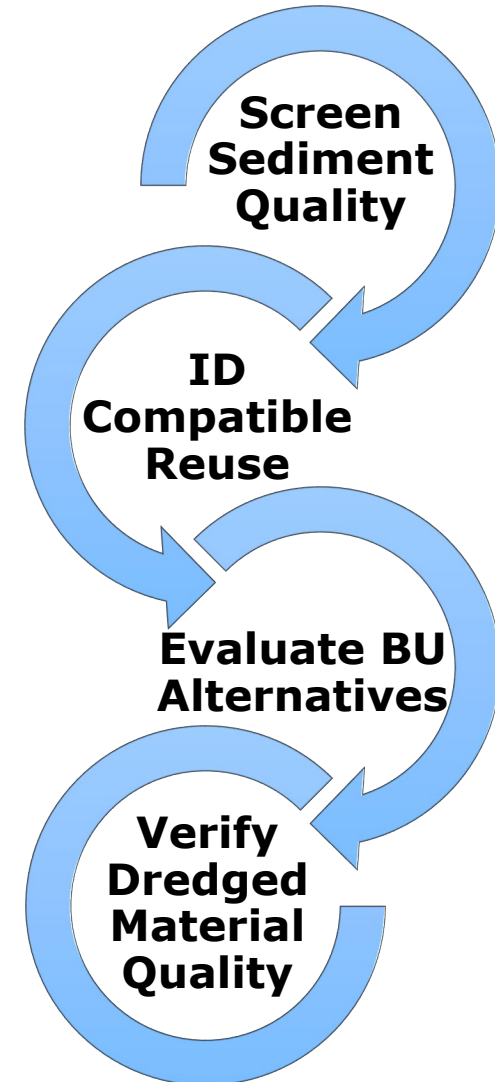 Screen
Sediment
Quality
ID
Compatible
Reuse
Evaluate BU
Alternatives
Verify
Dredged
Material
Quality